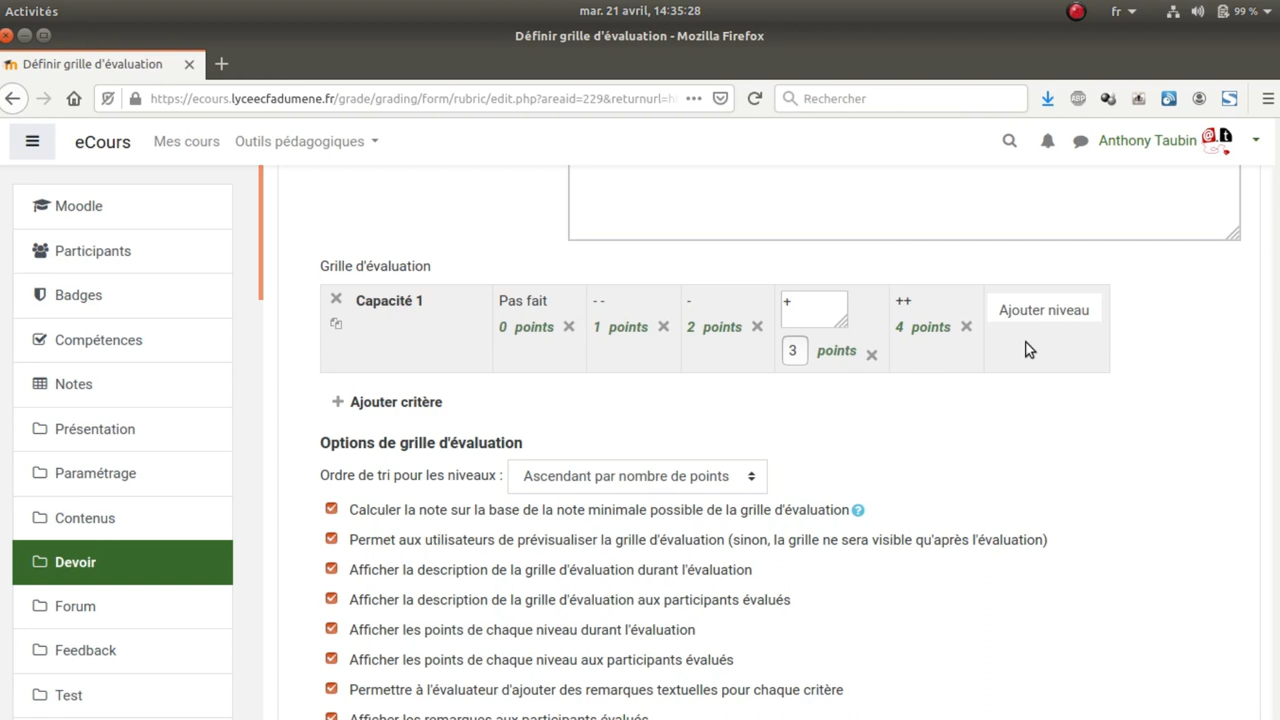 Activités
mar. 21 avril, 14:35:28
fr
99 %
Définir grille d'évaluation - Mozilla Firefox
Définir grille d'évaluation
https://ecours.lyceecfadumene.fr/grade/grading/form/rubric/edit.php?areaid=229&returnurl=h
Rechercher
ABP
eCours
Mes cours
Outils pédagogiques
Anthony Taubin
Moodle
Participants
Badges
Compétences
Notes
Présentation
Paramétrage
Contenus
Devoir
Forum
Feedback
Test
Grille d'évaluation
Capacité 1
Pas fait
0 points
- -
1 points
-
2 points
+
3 points
++
4 points
Ajouter niveau
+ Ajouter critère
Options de grille d'évaluation
Ordre de tri pour les niveaux : Ascendant par nombre de points
Calculer la note sur la base de la note minimale possible de la grille d'évaluation
Permet aux utilisateurs de prévisualiser la grille d'évaluation (sinon, la grille ne sera visible qu'après l'évaluation)
Afficher la description de la grille d'évaluation durant l'évaluation
Afficher la description de la grille d'évaluation aux participants évalués
Afficher les points de chaque niveau durant l'évaluation
Afficher les points de chaque niveau aux participants évalués
Permettre à l'évaluateur d'ajouter des remarques textuelles pour chaque critère
Afficher les remarques aux participants évalués